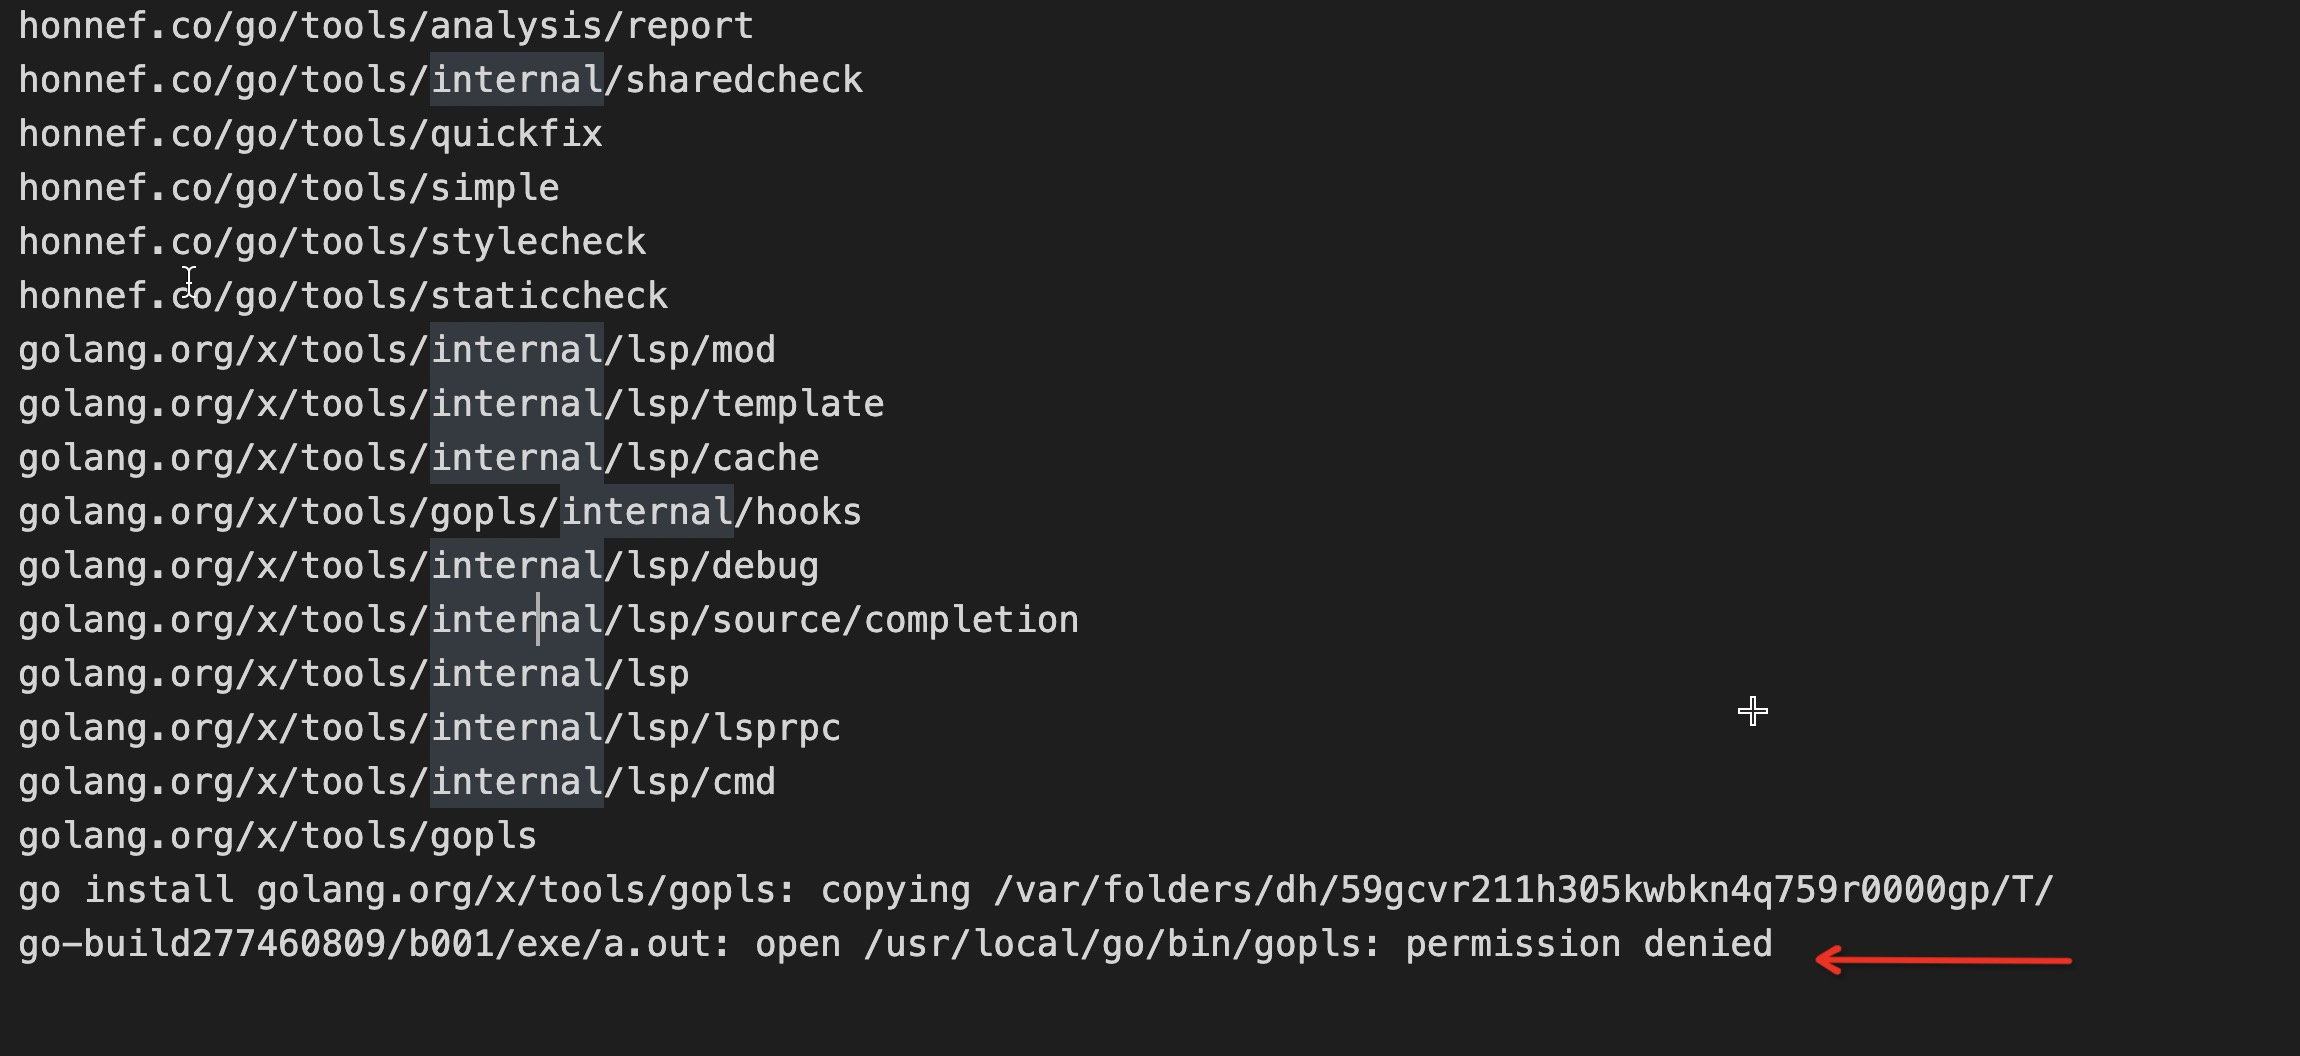 honnef.co/go/tools/analysis/report
honnef.co/go/tools/internal/sharedcheck
honnef.co/go/tools/quickfix
honnef.co/go/tools/simple
honnef.co/go/tools/stylecheck
honnef.co/go/tools/staticcheck
golang.org/x/tools/internal/lsp/mod
golang.org/x/tools/internal/lsp/template
golang.org/x/tools/internal/lsp/cache
golang.org/x/tools/gopls/internal/hooks
golang.org/x/tools/internal/lsp/debug
golang.org/x/tools/internal/lsp/source/completion
golang.org/x/tools/internal/lsp
golang.org/x/tools/internal/lsp/lsprpc
golang.org/x/tools/internal/lsp/cmd
golang.org/x/tools/gopls
go install golang.org/x/tools/gopls: copying /var/folders/dh/59gcvr211h305kwbkn4q759r0000gp/T/
go-build277460809/b001/exe/a.out: open /usr/local/go/bin/gopls: permission denied